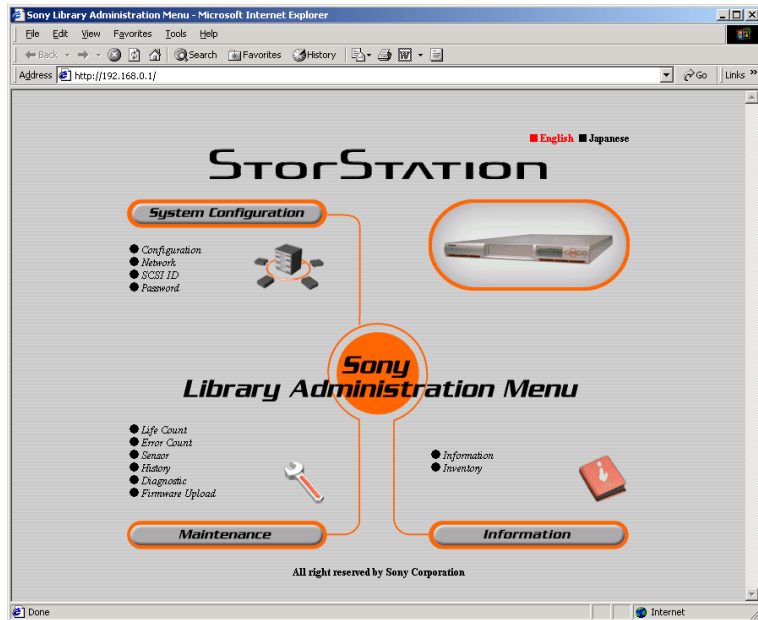 Sony Library Administration Menu - Microsoft Internet Explorer
File Edit View Favorites Tools Help
Back Search Favorites History
Address http://192.168.0.1/ Go Links »
English Japanese
StorStation
System Configuration
Configuration
Network
SCSI ID
Password
Sony
Library Administration Menu
Life Count
Error Count
Sensor
History
Diagnostic
Firmware Upload
Information
Inventory
Maintenance
Information
All right reserved by Sony Corporation
Done Internet